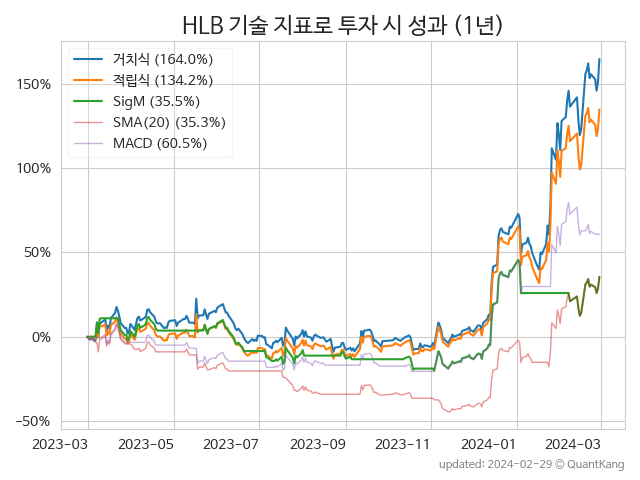 HLB 기술 지표로 투자 시 성과 (1년)
거치식 (164.0%)
적립식 (134.2%)
SigM (35.5%)
SMA(20) (35.3%)
MACD (60.5%)
150%
100%
50%
0%
−50%
2023−03 2023−05 2023−07 2023−09 2023−11 2024−01 2024−03
updated: 2024−02−29 © QuantKang